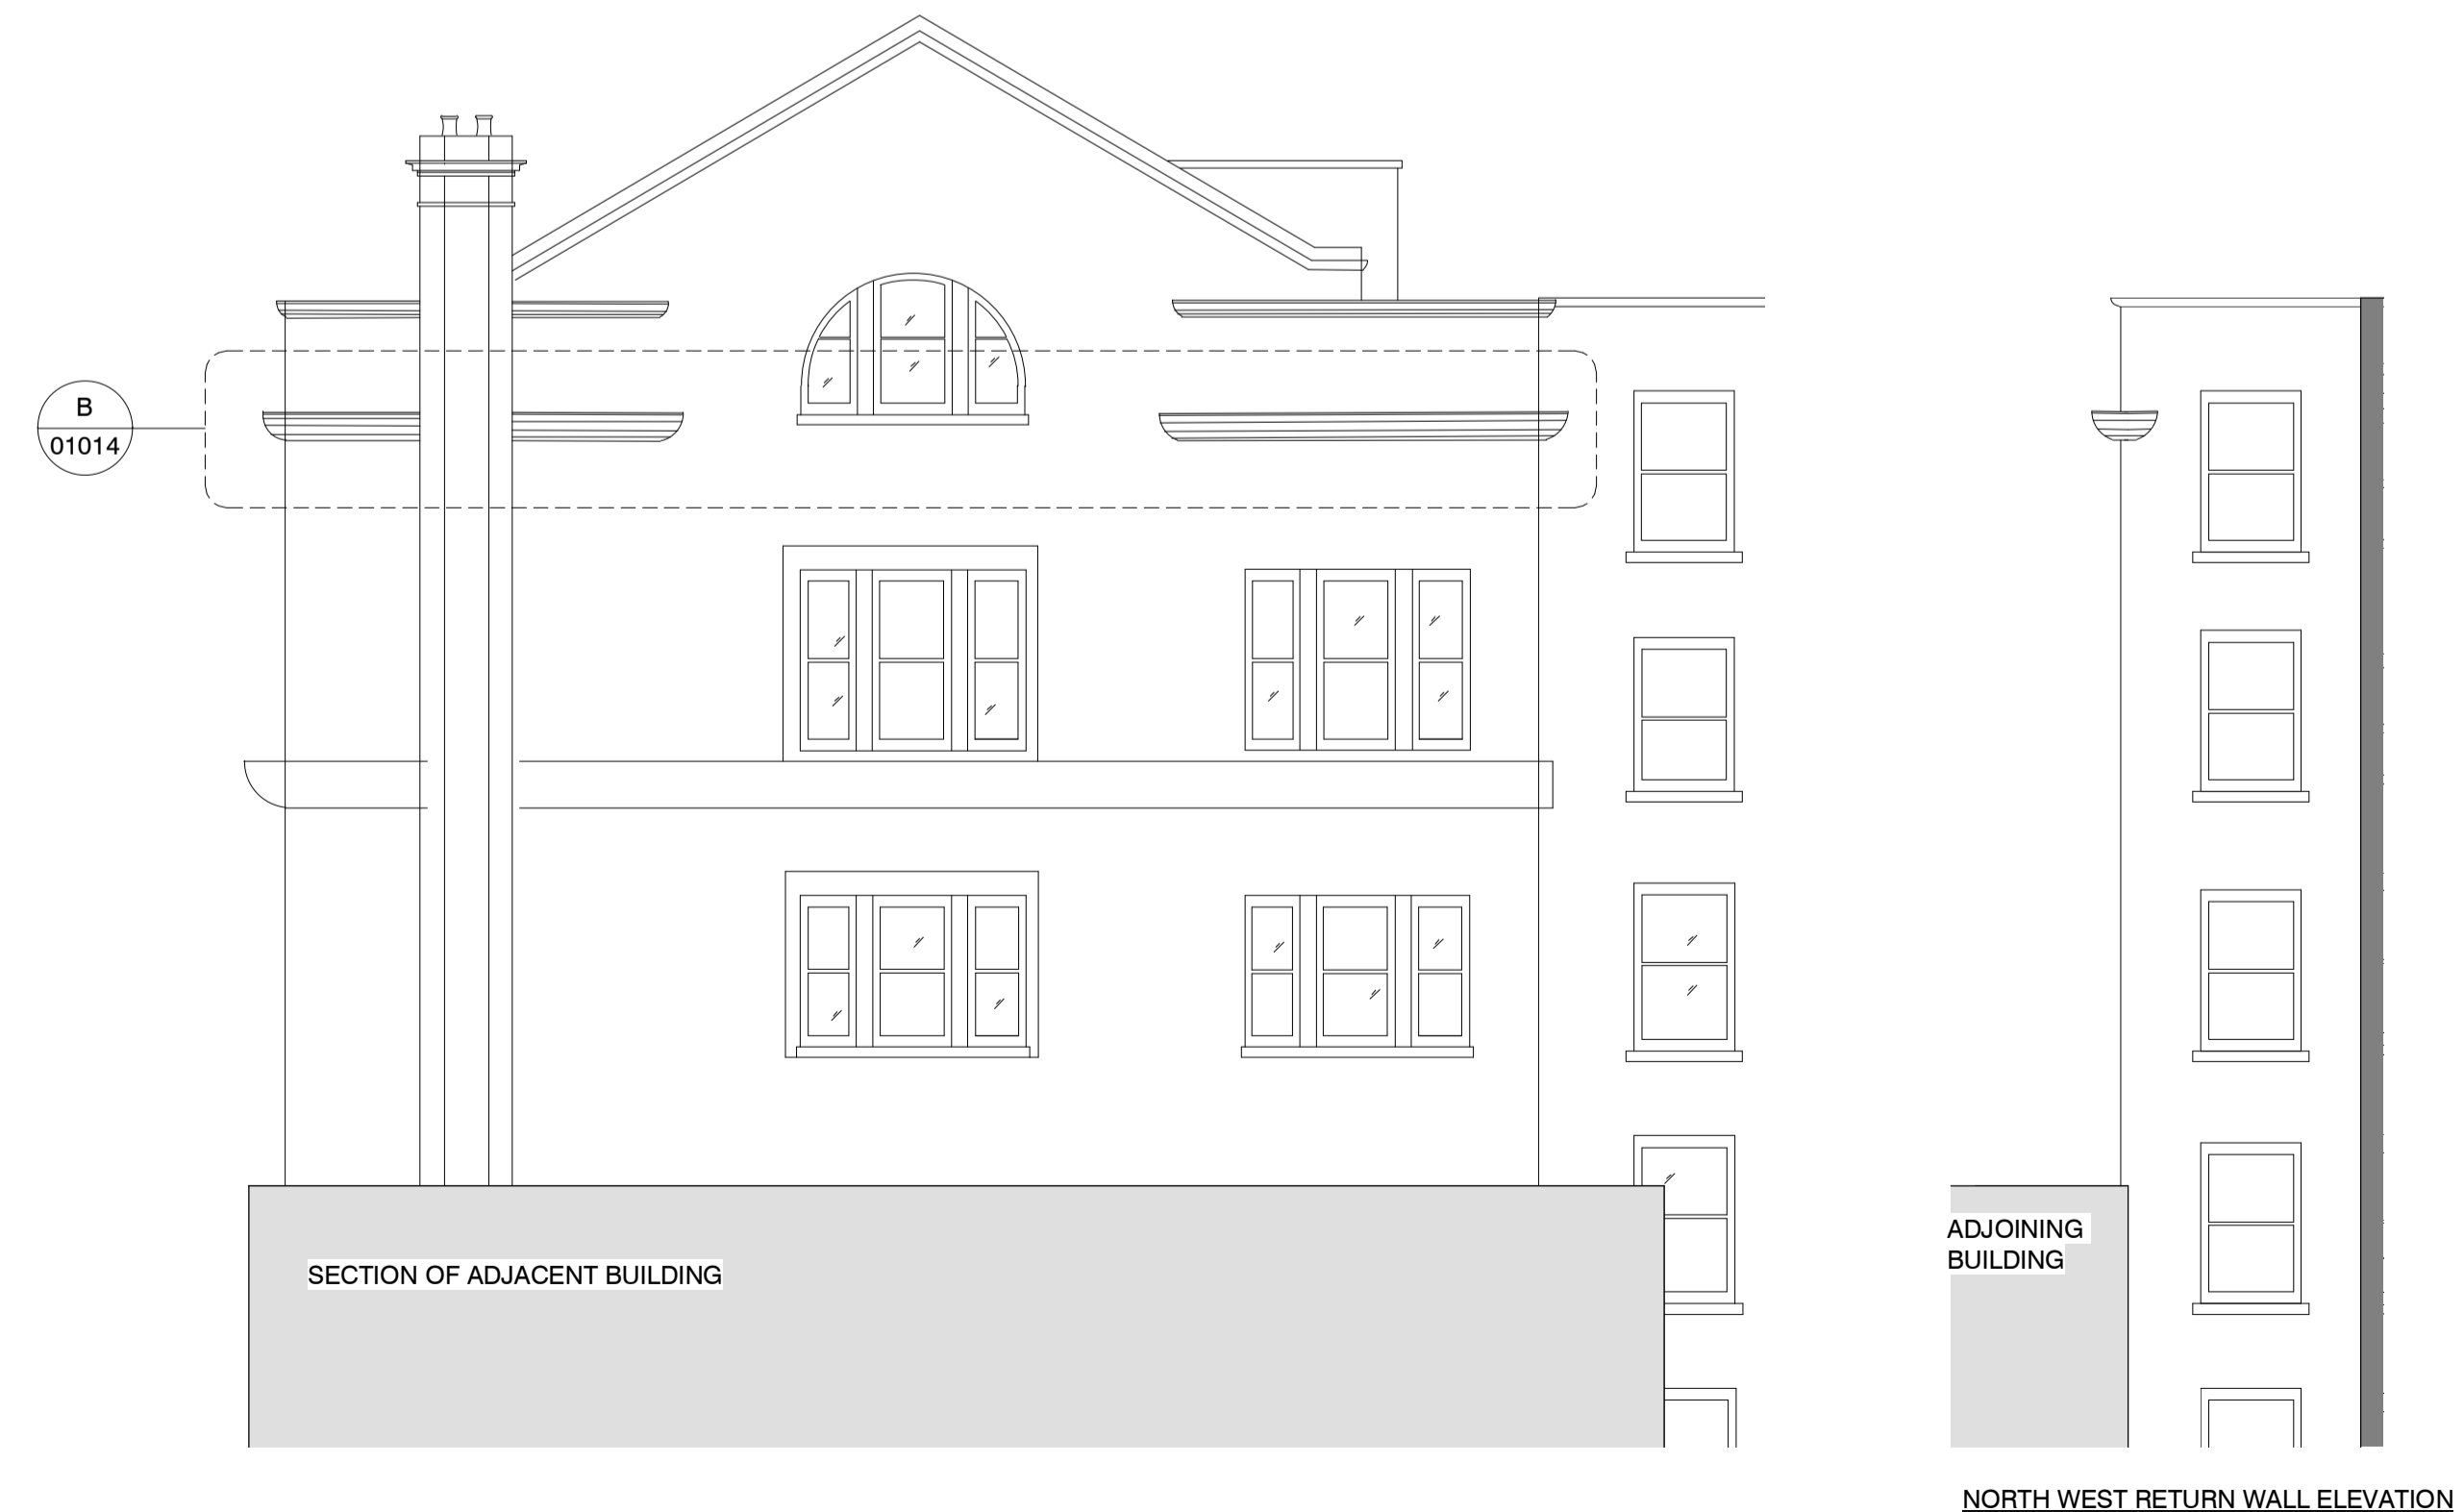 B
01014
SECTION OF ADJACENT BUILDING
ADJOINING
BUILDING
NORTH WEST RETURN WALL ELEVATION